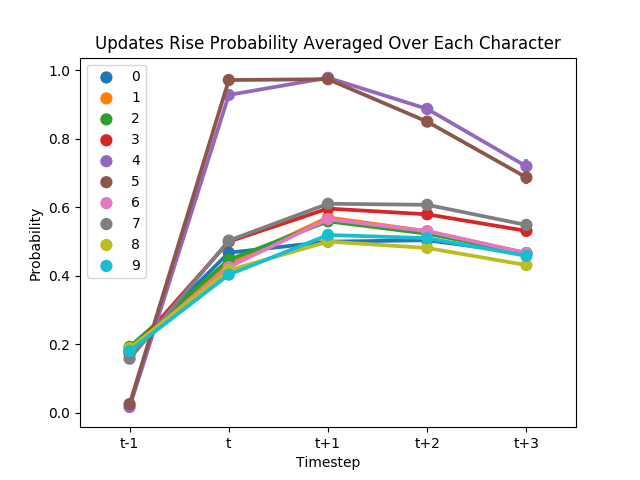 Updates Rise Probability Averaged Over Each Character
1.0
0.8
0.6
0.4
0.2
0.0
Probability
0
1
2
3
4
5
6
7
8
9
t-1
t
t+1
t+2
t+3
Timestep